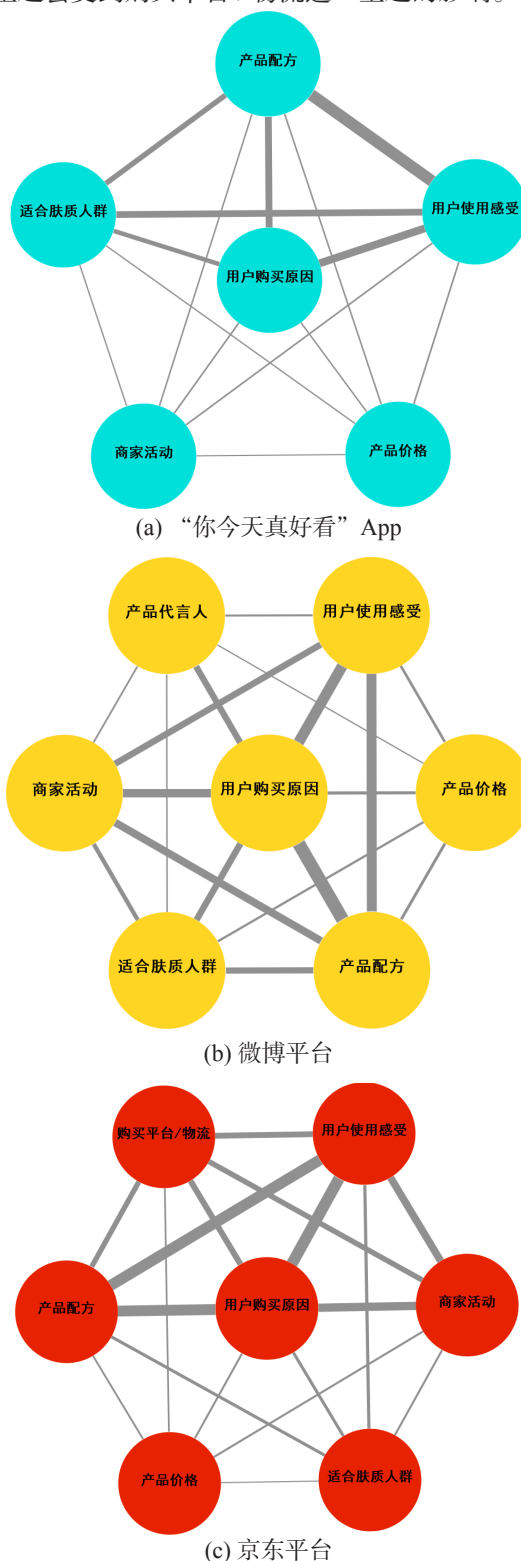 产品配方
适合肤质人群
用户使用感受
用户购买原因
商家活动
产品价格
(a) “你今天真好看”App
产品代言人
用户使用感受
商家活动
用户购买原因
产品价格
适合肤质人群
产品配方
(b) 微博平台
购买平台/物流
用户使用感受
产品配方
用户购买原因
商家活动
产品价格
适合肤质人群
(c) 京东平台